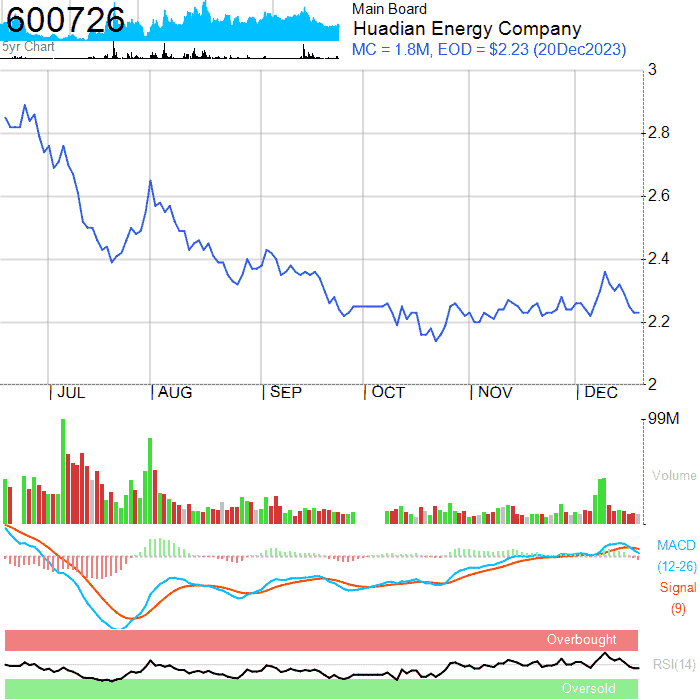 600726
5yr Chart
Main Board
Huadian Energy Company
MC = 1.8M, EOD = $2.23 (20Dec2023)
3
2.8
2.6
2.4
2.2
2
JUL AUG SEP OCT NOV DEC
99M
Volume
MACD
(12-26)
Signal
(9)
Overbought
RSI(14)
Oversold